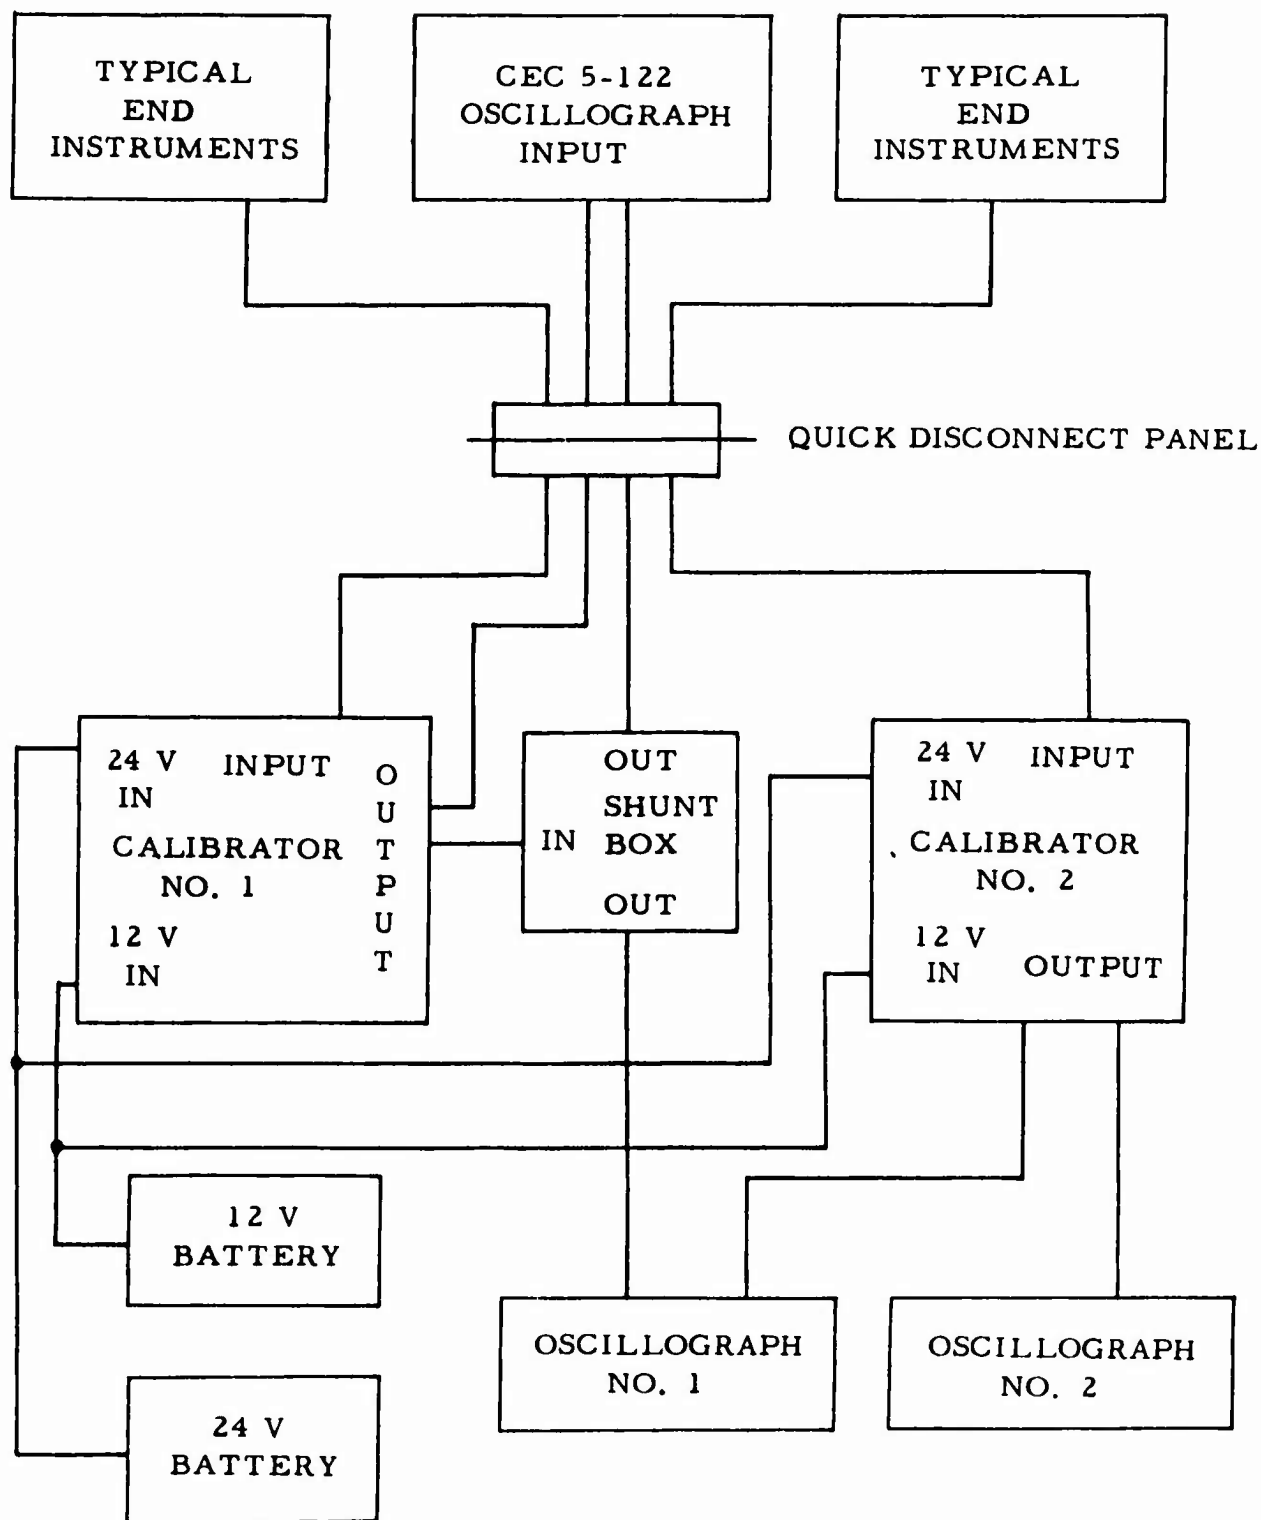 TYPICAL
END
INSTRUMENTS
CEC 5-122
OSCILLOGRAPH
INPUT
TYPICAL
END
INSTRUMENTS
QUICK DISCONNECT PANEL
24 V
IN
INPUT
OUTPUT
CALIBRATOR
NO. 1
12 V
IN
OUT
SHUNT
BOX
IN
OUT
24 V
IN
INPUT
CALIBRATOR
NO. 2
12 V
IN
OUTPUT
12 V
BATTERY
24 V
BATTERY
OSCILLOGRAPH
NO. 1
OSCILLOGRAPH
NO. 2